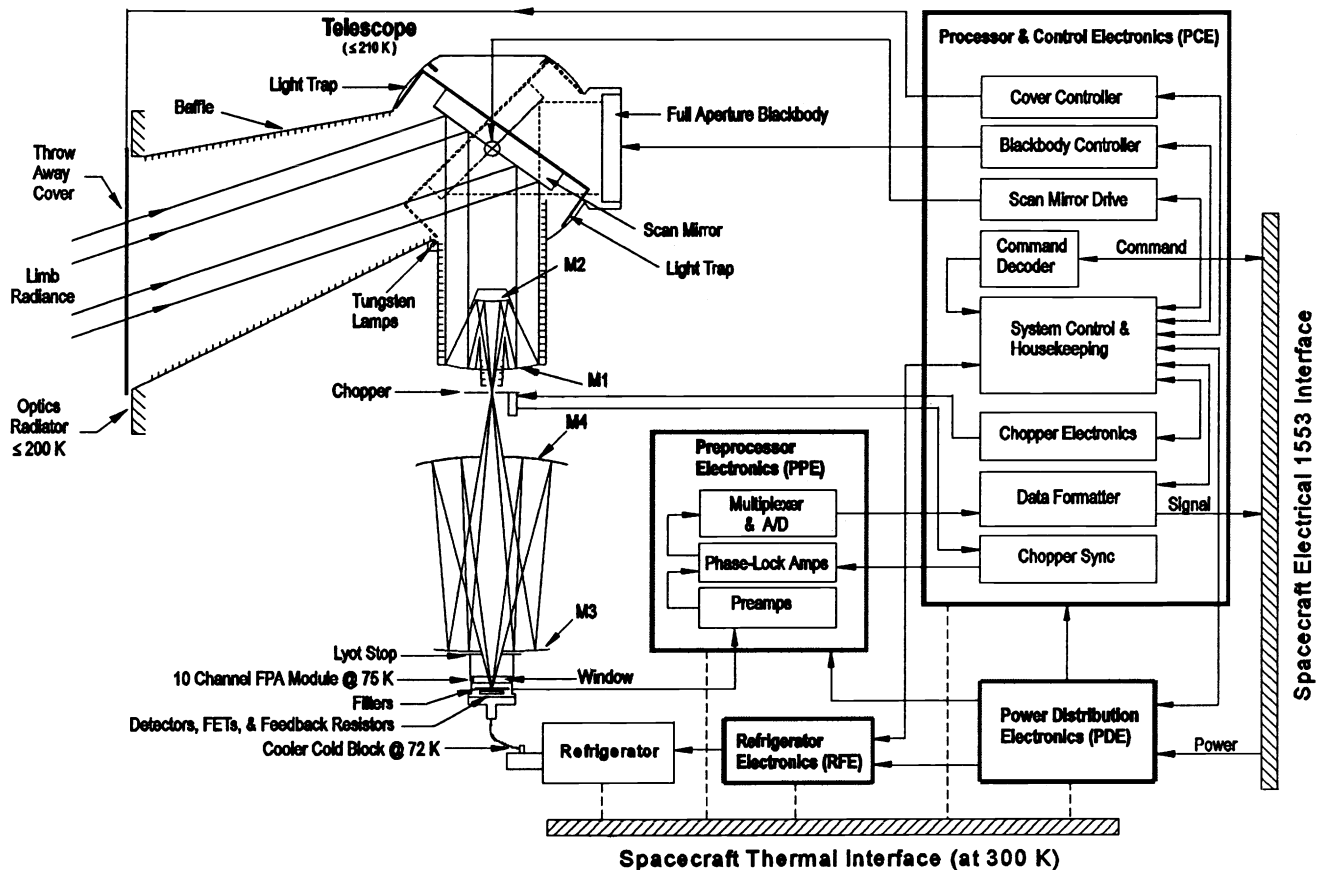 Telescope
(≤ 210 K)
Light Trap
Baffle
Full Aperture Blackbody
Throw
Away
Cover
Scan Mirror
Light Trap
M2
Limb
Radiance
Tungsten
Lamps
M1
Chopper
Optics
Radiator
≤ 200 K
M4
M3
Lyot Stop
10 Channel FPA Module @ 75 K
Window
Filters
Detectors, FETs, & Feedback Resistors
Cooler Cold Block @ 72 K
Refrigerator
Refrigerator
Electronics (RFE)
Preprocessor
Electronics (PPE)
Multiplexer
& A/D
Phase-Lock Amps
Preamps
Processor & Control Electronics (PCE)
Cover Controller
Blackbody Controller
Scan Mirror Drive
Command
Decoder
Command
System Control &
Housekeeping
Chopper Electronics
Data Formatter
Signal
Chopper Sync
Power Distribution
Electronics (PDE)
Power
Spacecraft Electrical 1553 Interface
Spacecraft Thermal Interface (at 300 K)